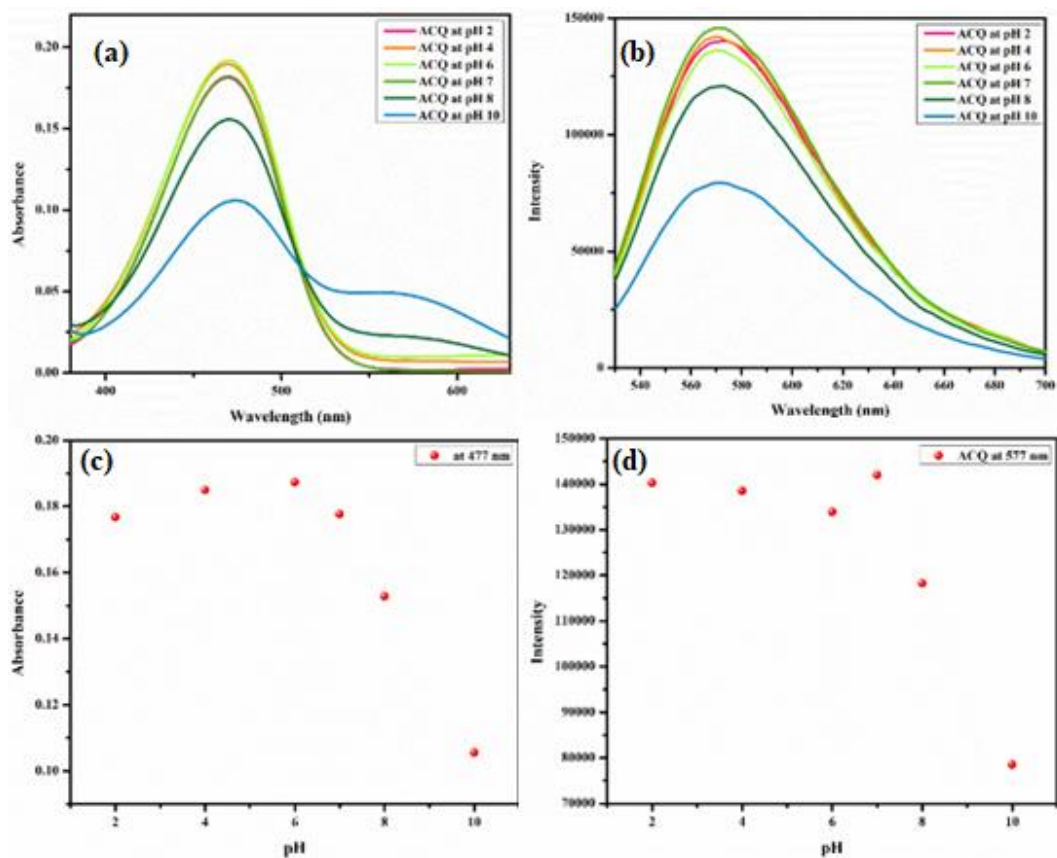 (a)
ACQ at pH 2
ACQ at pH 4
ACQ at pH 6
ACQ at pH 7
ACQ at pH 8
ACQ at pH 10
0.20
0.15
0.10
0.05
0.00
Absorbance
400
500
600
Wavelength (nm)
(b)
ACQ at pH 2
ACQ at pH 4
ACQ at pH 6
ACQ at pH 7
ACQ at pH 8
ACQ at pH 10
150000
100000
50000
0
Intensity
540
560
580
600
620
640
660
680
700
Wavelength (nm)
(c)
at 477 nm
0.20
0.18
0.16
0.14
0.12
0.10
Absorbance
2
4
6
8
10
pH
(d)
ACQ at 577 nm
150000
140000
130000
120000
110000
100000
90000
80000
70000
Intensity
2
4
6
8
10
pH